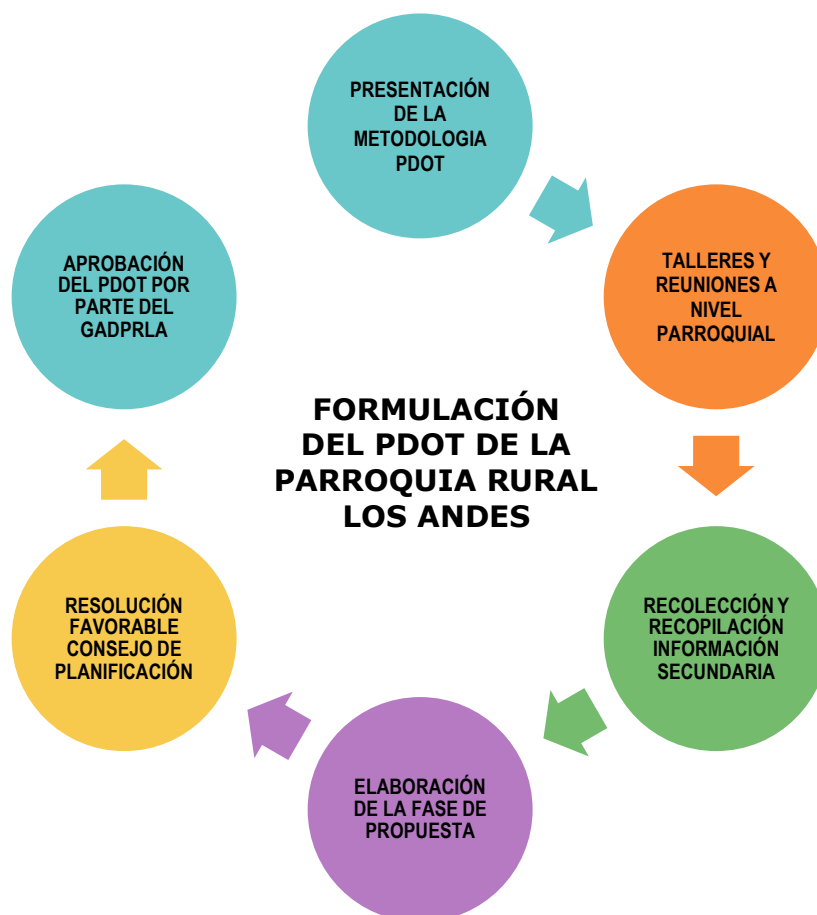 PRESENTACIÓN
DE LA
METODOLOGIA
PDOT
TALLERES Y
REUNIONES A
NIVEL
PARROQUIAL
RECOLECCIÓN Y
RECOPILACIÓN
INFORMACIÓN
SECUNDARIA
ELABORACIÓN
DE LA FASE DE
PROPUESTA
RESOLUCIÓN
FAVORABLE
CONSEJO DE
PLANIFICACIÓN
APROBACIÓN
DEL PDOT POR
PARTE DEL
GADPRLA
FORMULACIÓN
DEL PDOT DE LA
PARROQUIA RURAL
LOS ANDES